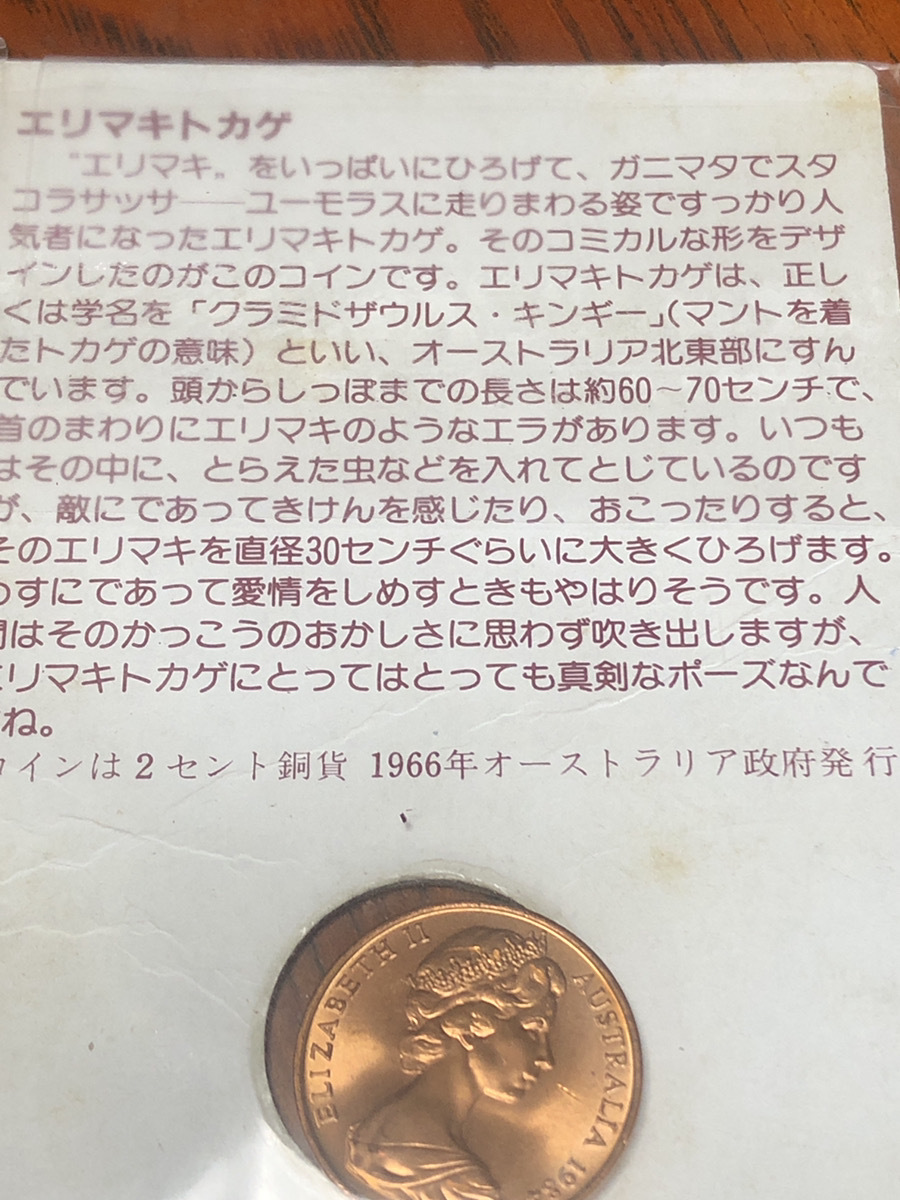 エリマキトカゲ
"エリマキ〟をいっぱいにひろげて、ガニマタでスタ
コラサッサ──ユーモラスに走りまわる姿ですっかり人
気者になったエリマキトカゲ。そのコミカルな形をデザ
インしたのがこのコインです。エリマキトカゲは、正し
くは学名を「クラミドザウルス・キンギー」(マントを着
たトカゲの意味)といい、オーストラリア北東部にすん
でいます。頭からしっぽまでの長さは約60〜70センチで、
首のまわりにエリマキのようなエラがあります。いつも
はその中に、とらえた虫などを入れてとじているのです
が、敵にであってきけんを感じたり、おこったりすると、
そのエリマキを直径30センチぐらいに大きくひろげます。
めすにであって愛情をしめすときもやはりそうです。人
間はそのかっこうのおかしさに思わず吹き出しますが、
エリマキトカゲにとってはとっても真剣なポーズなんで
ね。
コインは2セント銅貨 1966年オーストラリア政府発行
ELIZABETH II
AUSTRALIA 198